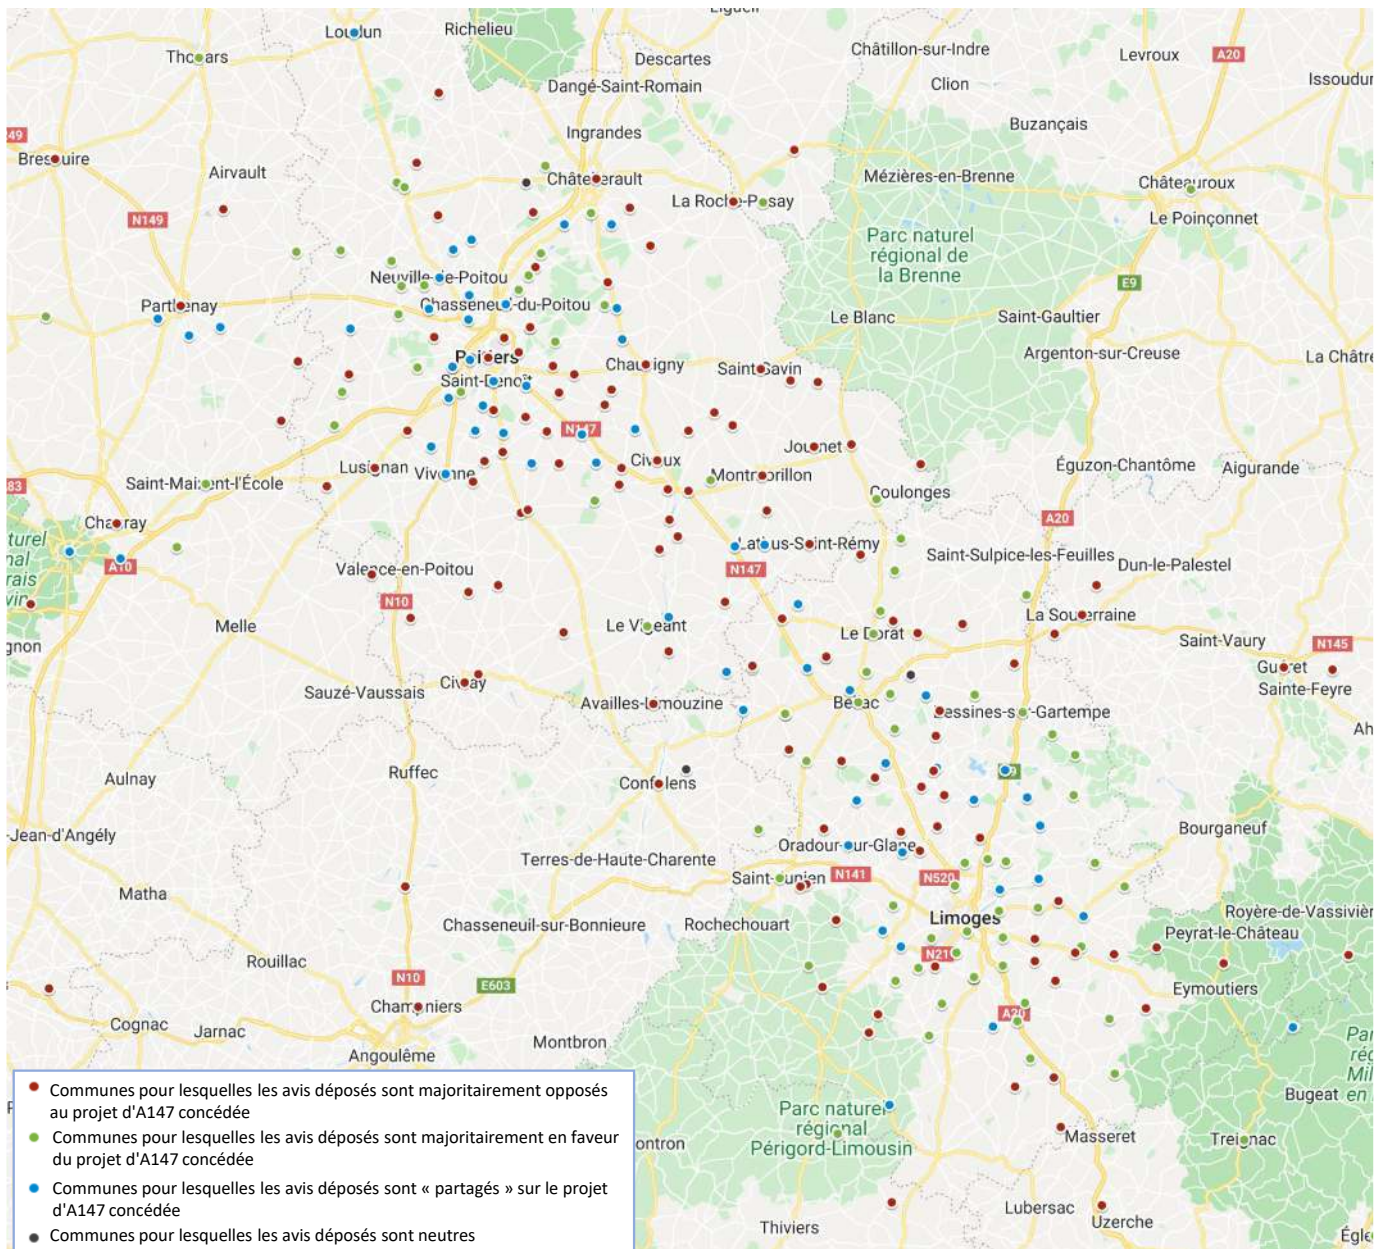 Ligueil
Loudun
Richelieu
Thouars
Descartes
Châtillon-sur-Indre
Levroux
A20
Issoudun
Dangé-Saint-Romain
Clion
Buzançais
Ingrandes
Bressuire
Airvault
Châtellerault
Mézières-en-Brenne
Châteauroux
La Roche-Posay
Le Poinçonnet
N149
Parc naturel
régional de
la Brenne
Neuville-de-Poitou
E9
Parthenay
Chasseneuil-du-Poitou
Le Blanc
Saint-Gaultier
Poitiers
Chauvigny
Saint-Savin
Argenton-sur-Creuse
La Châtre
Saint-Benoît
N147
Journet
Lusignan
Vivonne
Civaux
Montmorillon
Éguzon-Chantôme
Aigurande
Saint-Maixent-l'École
Coulonges
Chauray
A20
Lathus-Saint-Rémy
Saint-Sulpice-les-Feuilles
Dun-le-Palestel
A10
Valence-en-Poitou
N147
N10
Melle
Le Vigeant
Le Dorat
La Souterraine
Saint-Vaury
N145
Guéret
Sainte-Feyre
Sauzé-Vaussais
Civray
Availles-Limouzine
Bellac
Bessines-sur-Gartempe
Aulnay
Ruffec
Confolens
E9
-Jean-d'Angély
Bourganeuf
Oradour-sur-Glane
Terres-de-Haute-Charente
Matha
Saint-Junien
N141
N520
Chasseneuil-sur-Bonnieure
Rochechouart
Limoges
Royère-de-Vassivière
Peyrat-le-Château
Rouillac
N21
N10
E603
Eymoutiers
Champniers
A20
Cognac
Jarnac
Angoulême
Montbron
Bugeat
Parc naturel
régional
Périgord-Limousin
Masseret
Treignac
Lubersac
Uzerche
Thiviers
Communes pour lesquelles les avis déposés sont majoritairement opposés
au projet d'A147 concédée
Communes pour lesquelles les avis déposés sont majoritairement en faveur
du projet d'A147 concédée
Communes pour lesquelles les avis déposés sont « partagés » sur le projet
d'A147 concédée
Communes pour lesquelles les avis déposés sont neutres